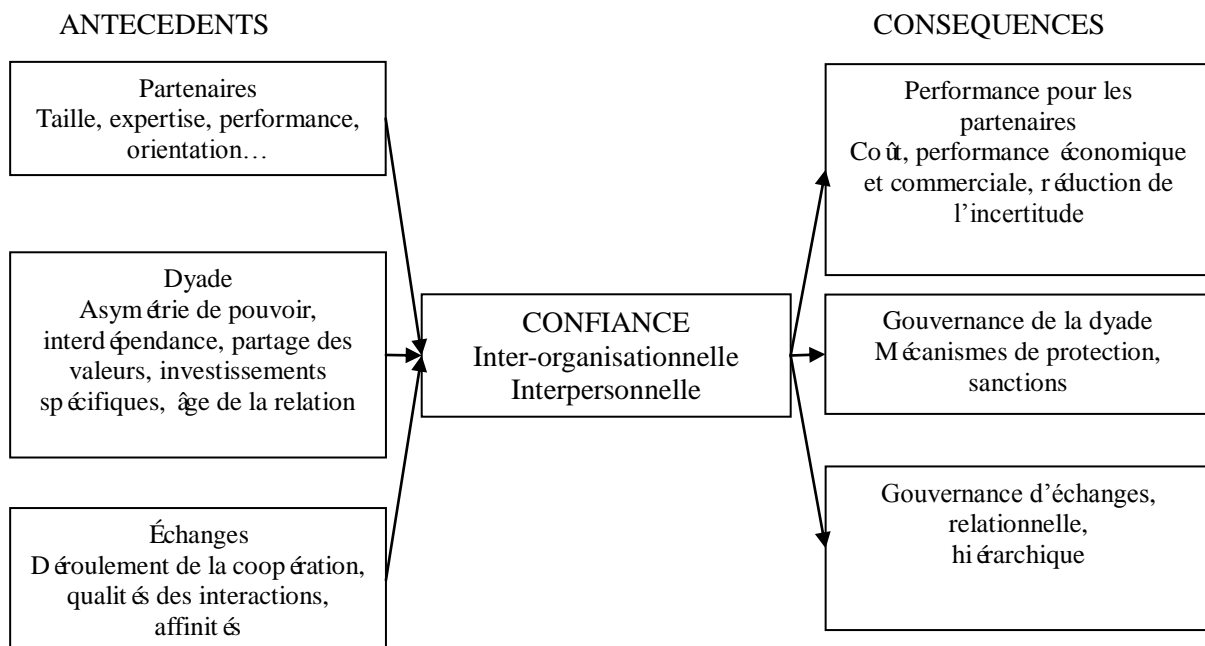 ANTECEDENTS
Partenaires
Taille, expertise, performance,
orientation…
Dyade
Asymétrie de pouvoir,
interdépendance, partage des
valeurs, investissements
spécifiques, âge de la relation
Échanges
Déroulement de la coopération,
qualités des interactions,
affinités
CONFIANCE
Inter-organisationnelle
Interpersonnelle
CONSEQUENCES
Performance pour les
partenaires
Coût, performance économique
et commerciale, réduction de
l’incertitude
Gouvernance de la dyade
Mécanismes de protection,
sanctions
Gouvernance d’échanges,
relationnelle,
hiérarchique